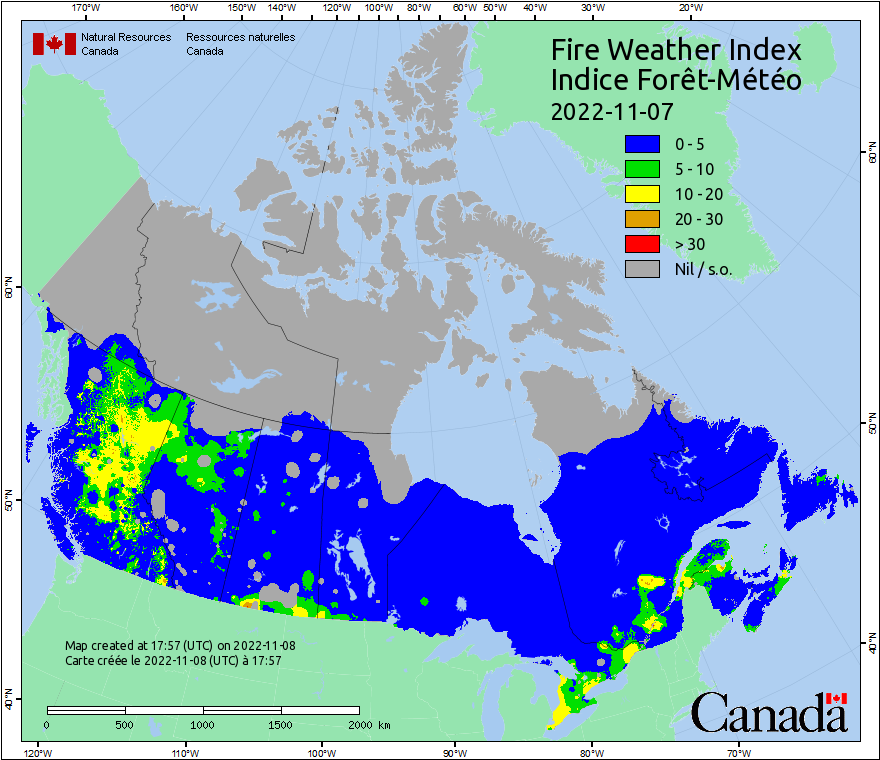 170°W 160°W 150°W 140°W 130°W 120°W 110°W 100°W 90°W 80°W 60°W 50°W 40°W 30°W 20°W
Natural Resources Canada
Ressources naturelles Canada
Fire Weather Index
Indice Forêt-Météo
2022-11-07
0 - 5
5 - 10
10 - 20
20 - 30
> 30
Nil / s.o.
60°N
50°N
40°N
60°N
50°N
40°N
Map created at 17:57 (UTC) on 2022-11-08
Carte créée le 2022-11-08 (UTC) à 17:57
0 500 1000 1500 2000 km
Canada
120°W 110°W 100°W 90°W 80°W 70°W